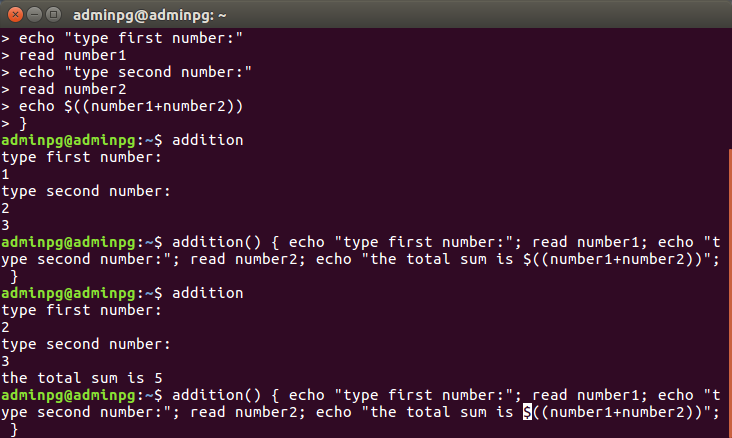 adminpg@adminpg: ~
> echo "type first number:"
> read number1
> echo "type second number:"
> read number2
> echo $((number1+number2))
> }
adminpg@adminpg:~$ addition
type first number:
1
type second number:
2
3
adminpg@adminpg:~$ addition() { echo "type first number:"; read number1; echo "t
ype second number:"; read number2; echo "the total sum is $((number1+number2))";
 }
adminpg@adminpg:~$ addition
type first number:
2
type second number:
3
the total sum is 5
adminpg@adminpg:~$ addition() { echo "type first number:"; read number1; echo "t
ype second number:"; read number2; echo "the total sum is $((number1+number2))";
 }